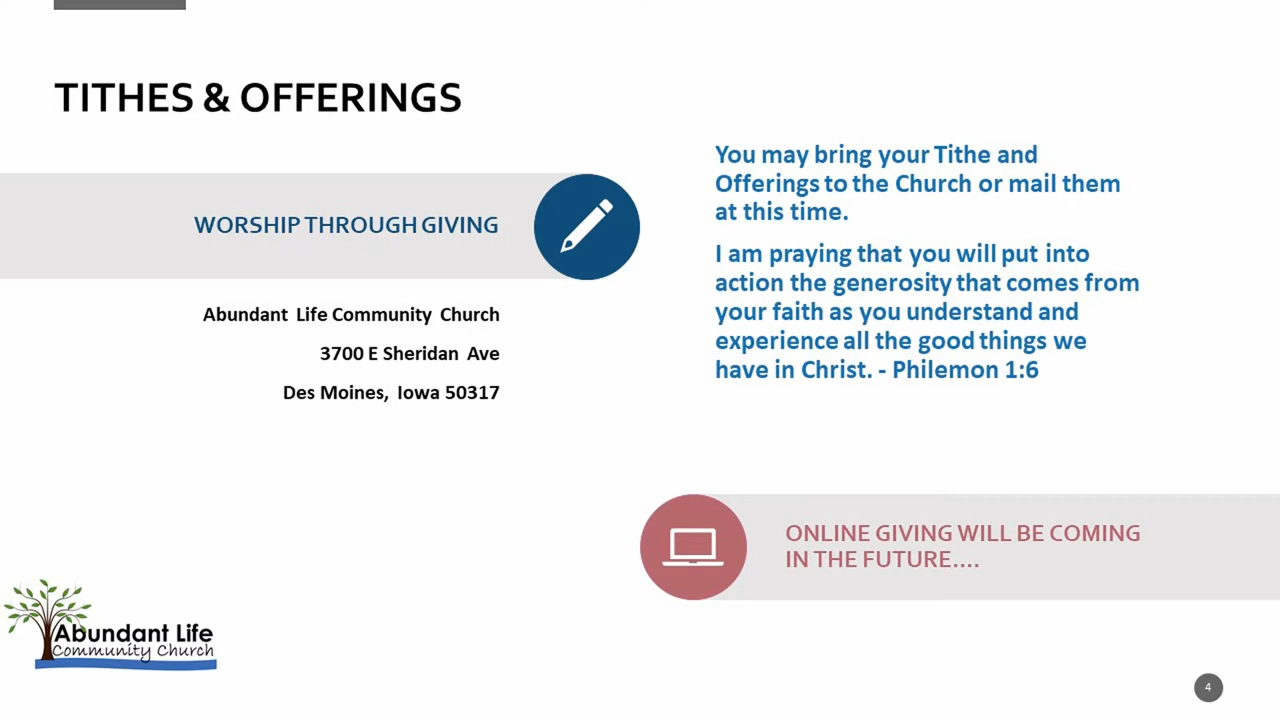 TITHES & OFFERINGS
WORSHIP THROUGH GIVING
Abundant Life Community Church
3700 E Sheridan Ave
Des Moines, Iowa 50317
You may bring your Tithe and
Offerings to the Church or mail them
at this time.
I am praying that you will put into
action the generosity that comes from
your faith as you understand and
experience all the good things we
have in Christ. - Philemon 1:6
ONLINE GIVING WILL BE COMING
IN THE FUTURE....
Abundant Life
Community Church
4